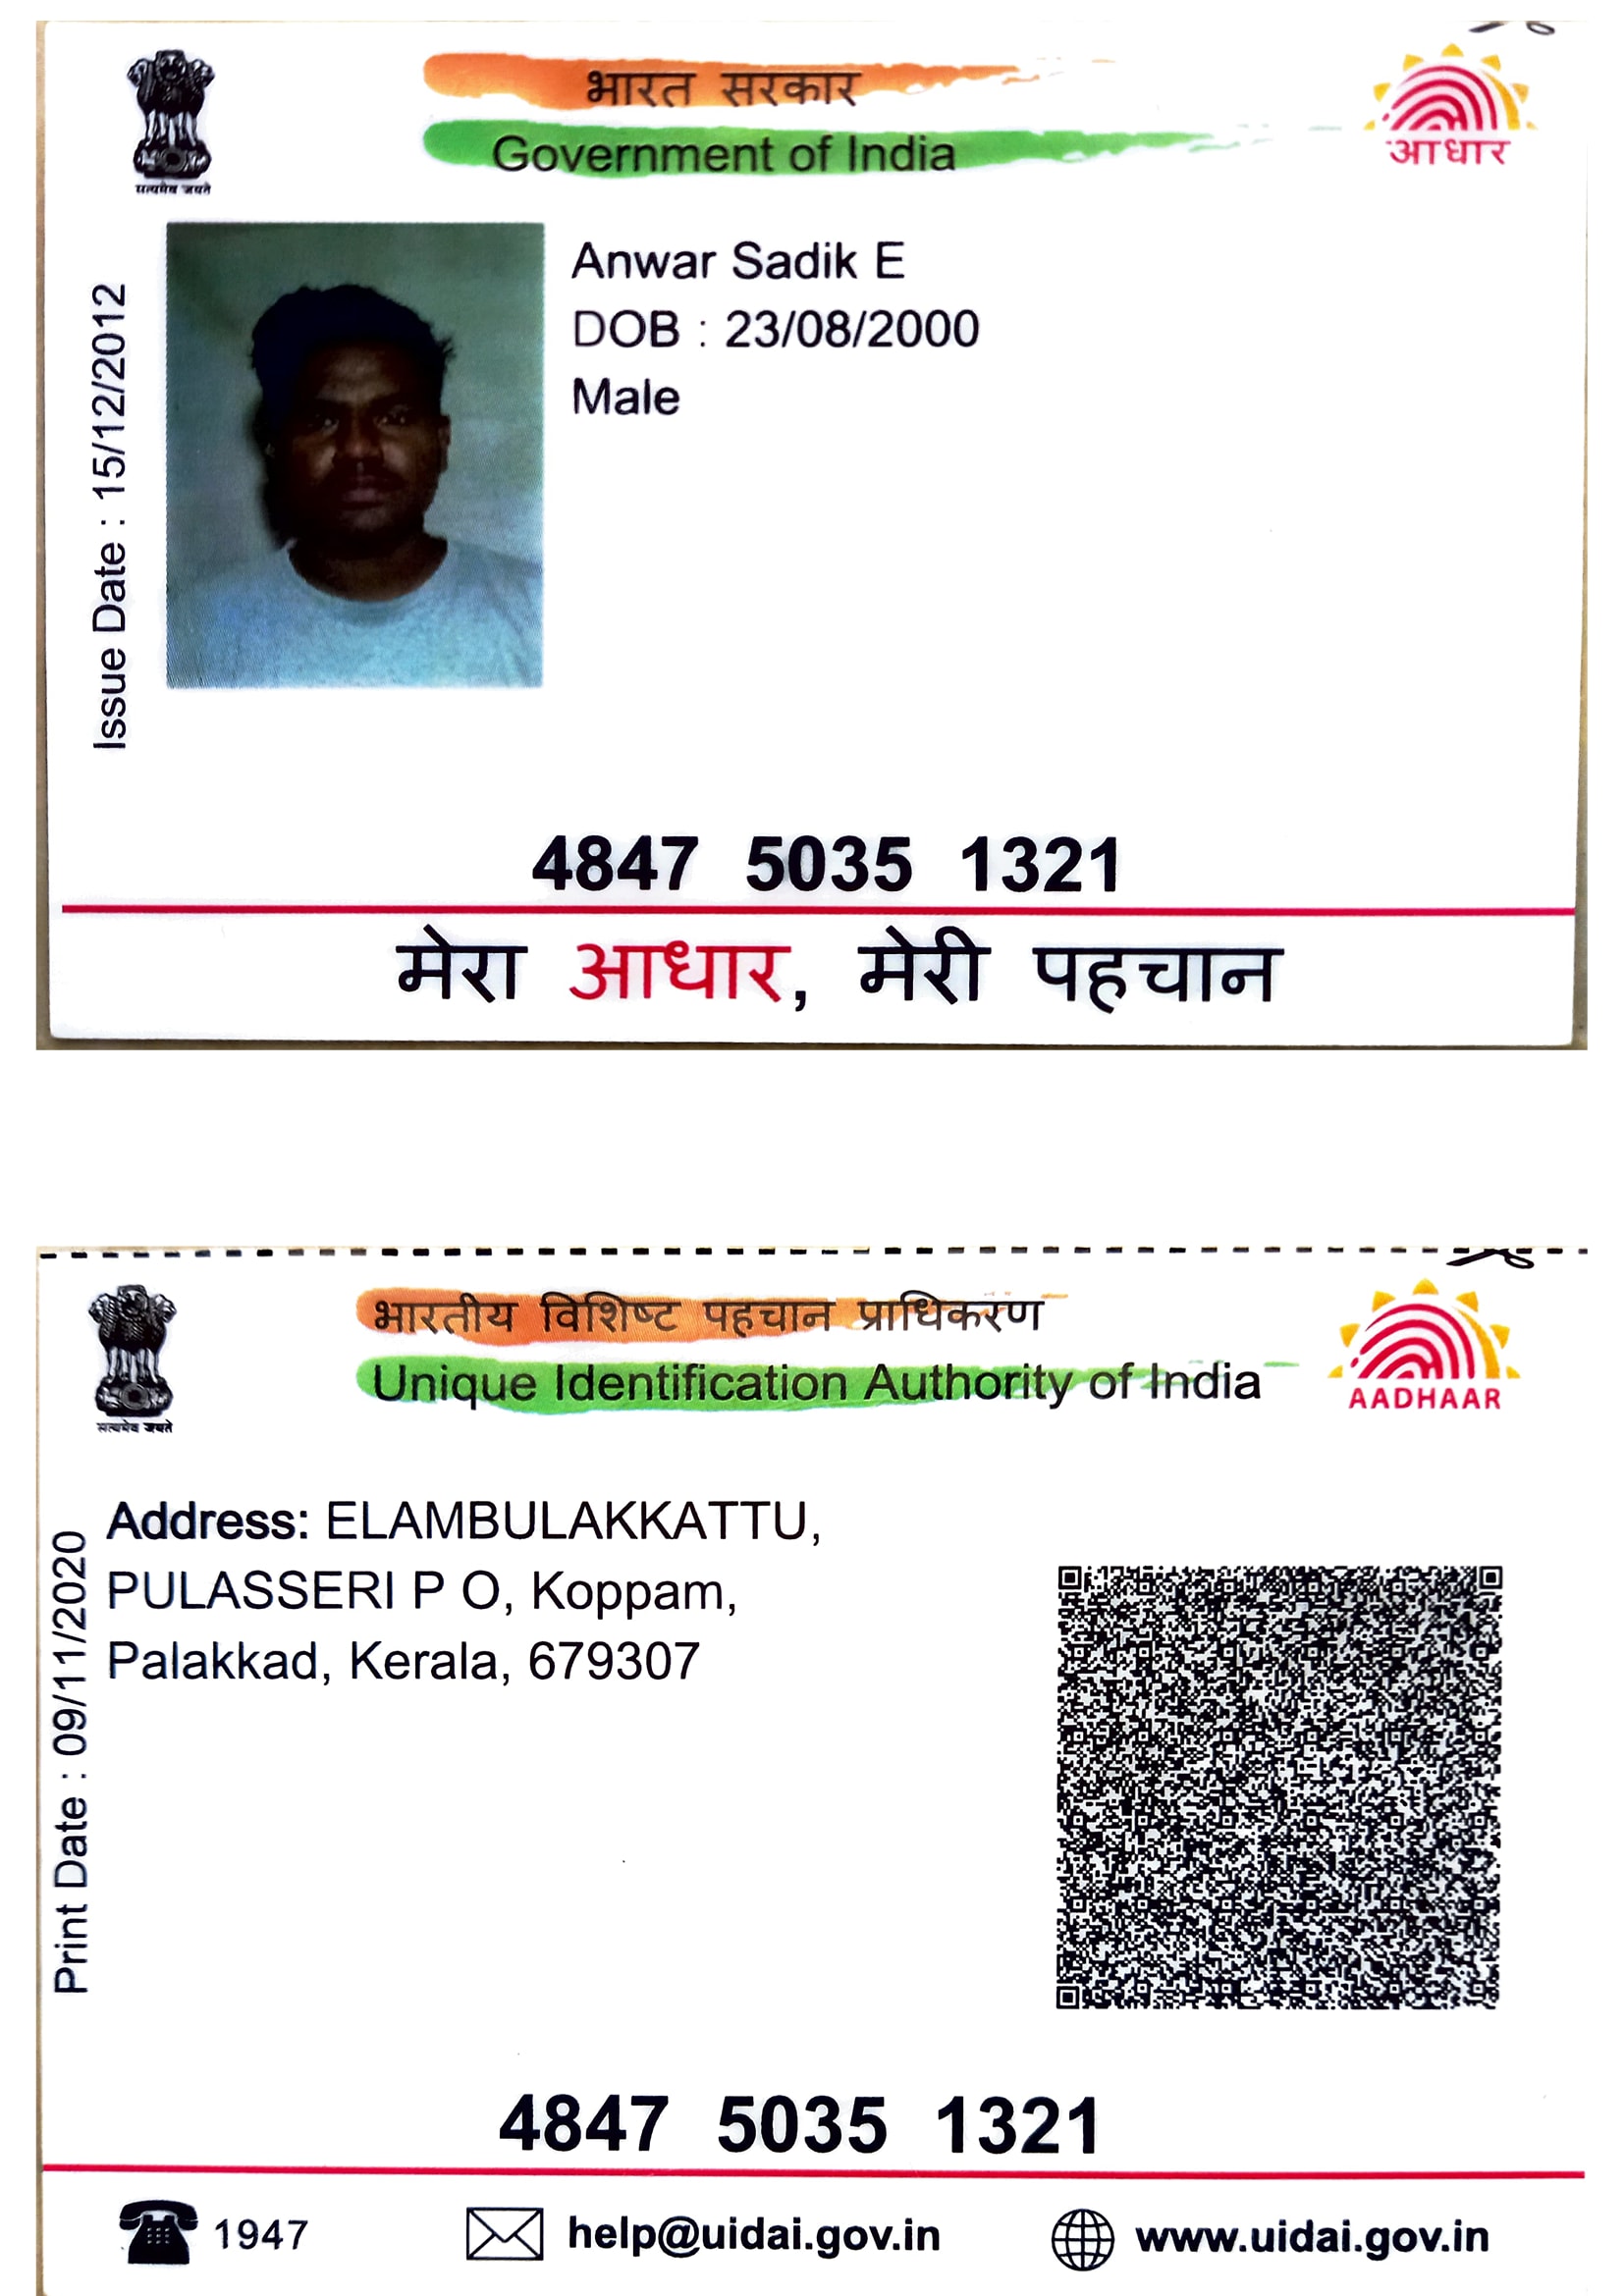 भारत सरकार
Government of India
आधार
सत्यमेव जयते
Issue Date : 15/12/2012
Anwar Sadik E
DOB : 23/08/2000
Male
4847 5035 1321
मेरा आधार, मेरी पहचान
भारतीय विशिष्ट पहचान प्राधिकरण
Unique Identification Authority of India
AADHAAR
सत्यमेव जयते
Print Date : 09/11/2020
Address: ELAMBULAKKATTU,
PULASSERI P O, Koppam,
Palakkad, Kerala, 679307
4847 5035 1321
1947
help@uidai.gov.in
www.uidai.gov.in